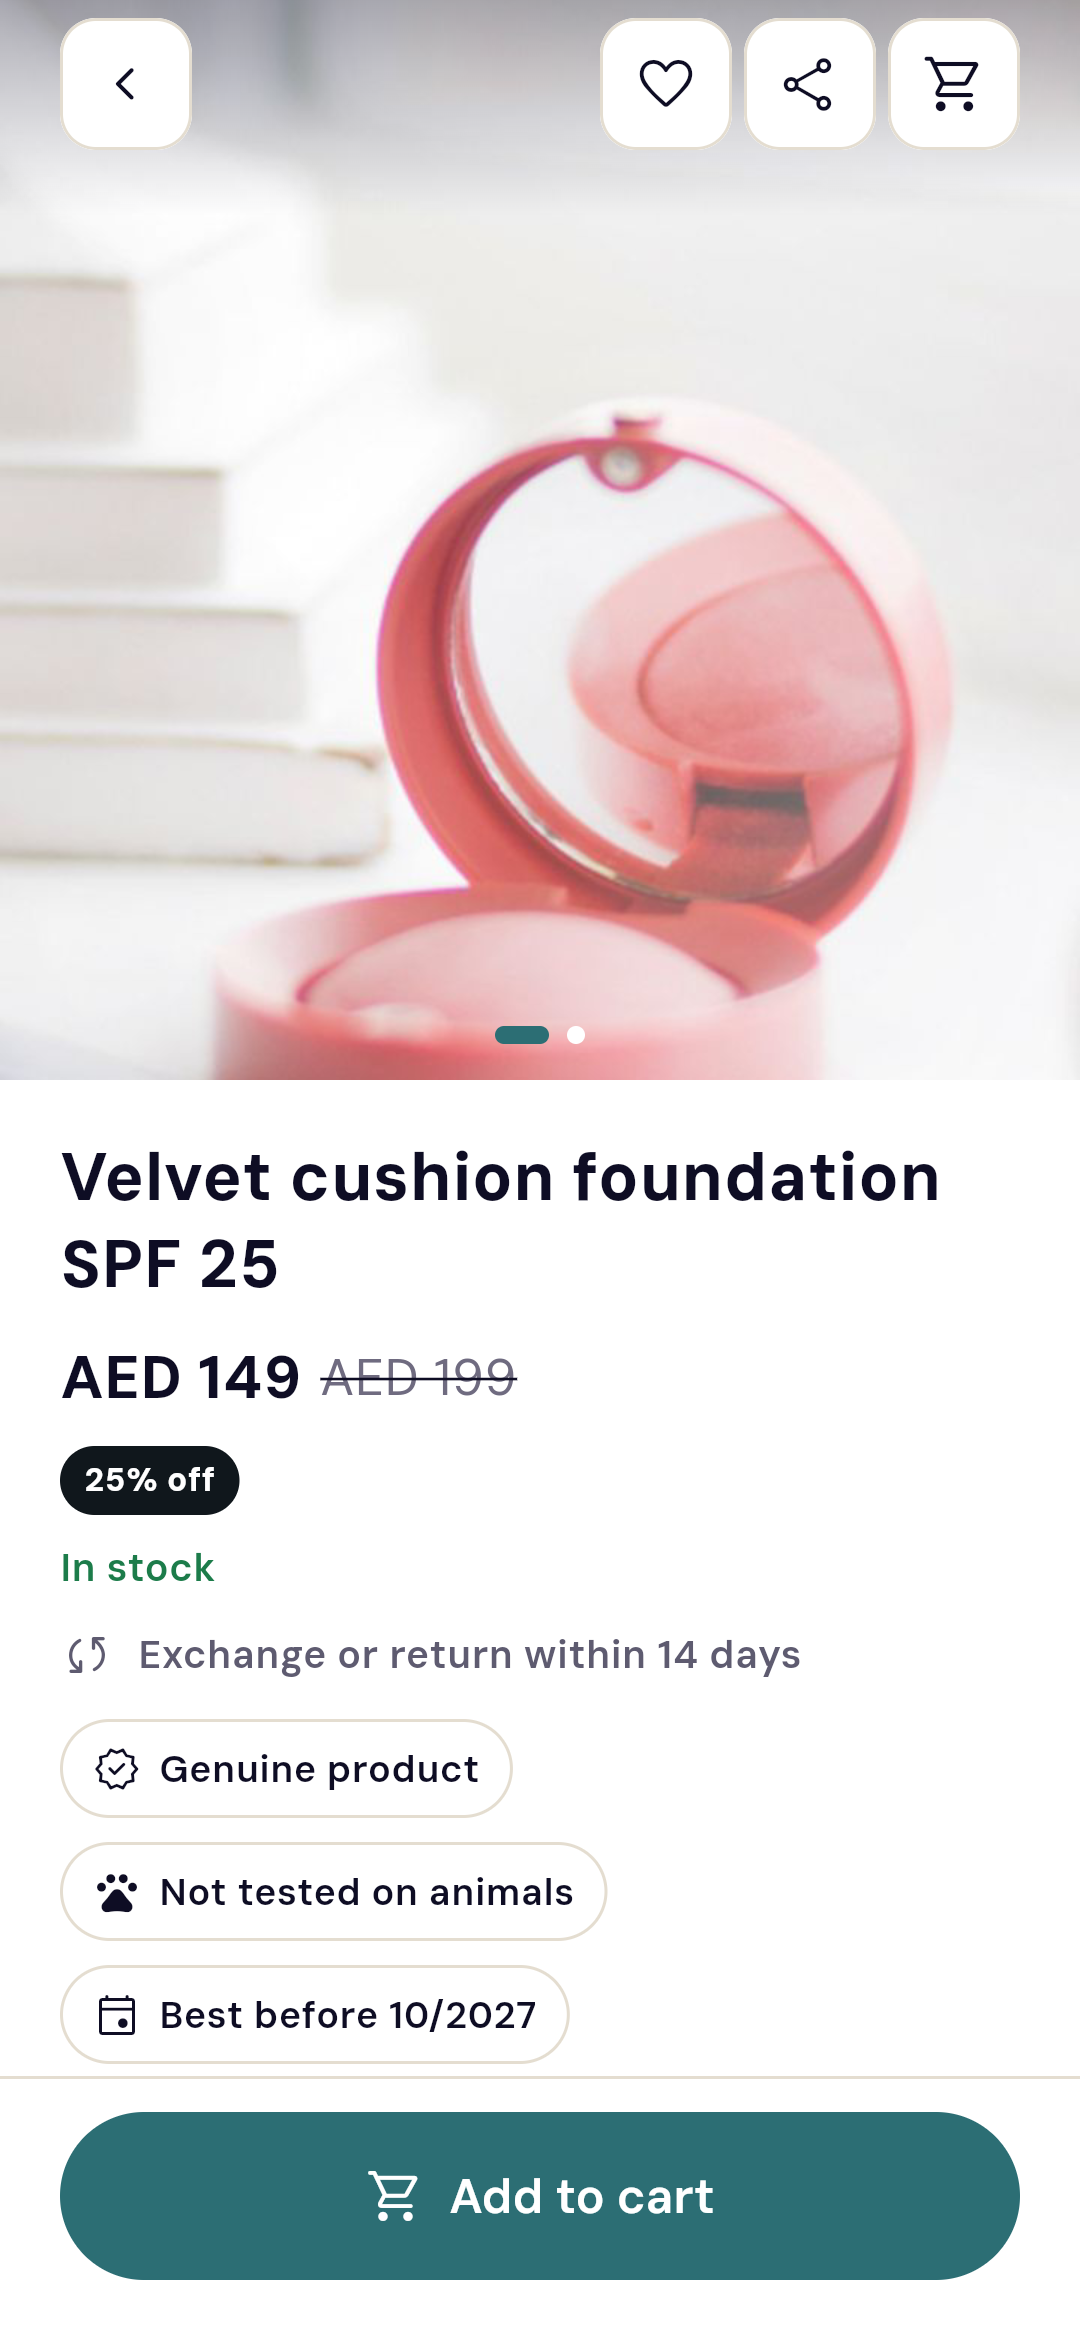 Velvet cushion foundation
SPF 25
AED 149 AED 199
25% off
In stock
Exchange or return within 14 days
Genuine product
Not tested on animals
Best before 10/2027
Add to cart